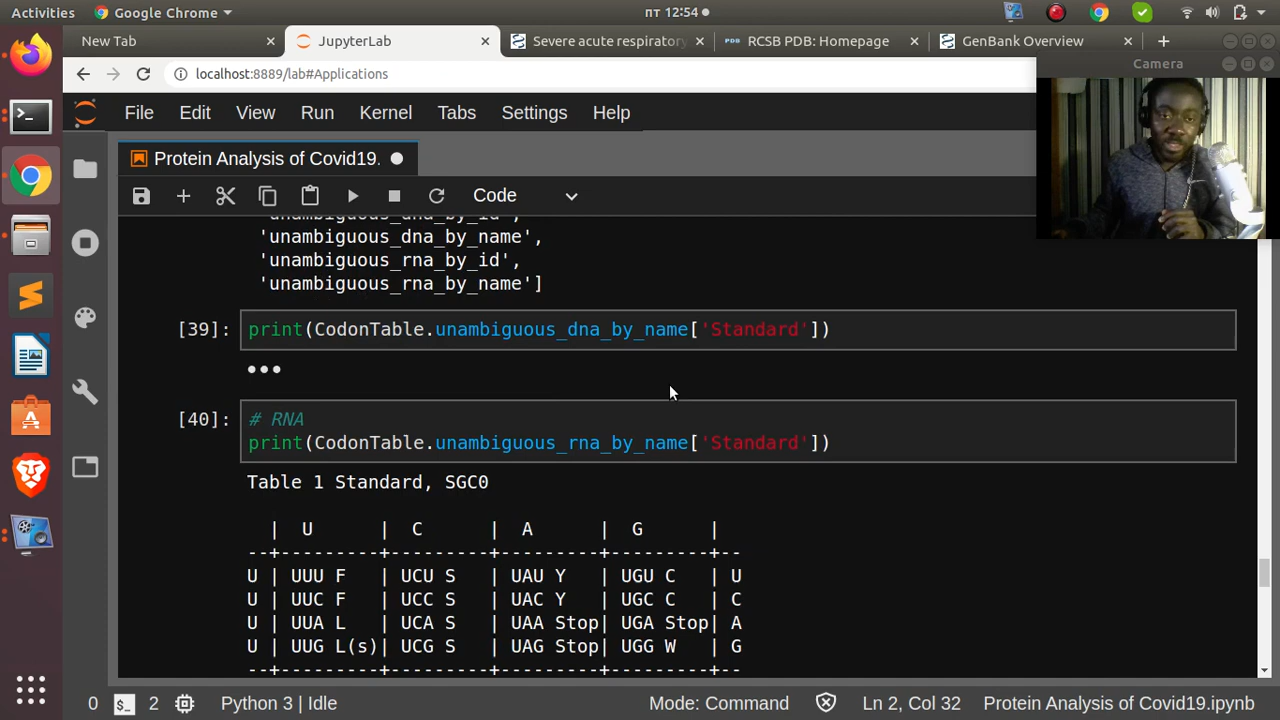 Activities Google Chrome пт 12:54
New Tab JupyterLab Severe acute respiratory RCSB PDB: Homepage GenBank Overview
localhost:8889/lab#Applications
Camera
File Edit View Run Kernel Tabs Settings Help
Protein Analysis of Covid19.
Code
'unambiguous_dna_by_id',
'unambiguous_dna_by_name',
'unambiguous_rna_by_id',
'unambiguous_rna_by_name']
[39]: print(CodonTable.unambiguous_dna_by_name['Standard'])
•••
[40]: # RNA
print(CodonTable.unambiguous_rna_by_name['Standard'])
Table 1 Standard, SGC0
| U | C | A | G |
--+---------+---------+---------+---------+--
U | UUU F | UCU S | UAU Y | UGU C | U
U | UUC F | UCC S | UAC Y | UGC C | C
U | UUA L | UCA S | UAA Stop| UGA Stop| A
U | UUG L(s)| UCG S | UAG Stop| UGG W | G
--+---------+---------+---------+---------+--
0 2 Python 3 | Idle Mode: Command Ln 2, Col 32 Protein Analysis of Covid19.ipynb